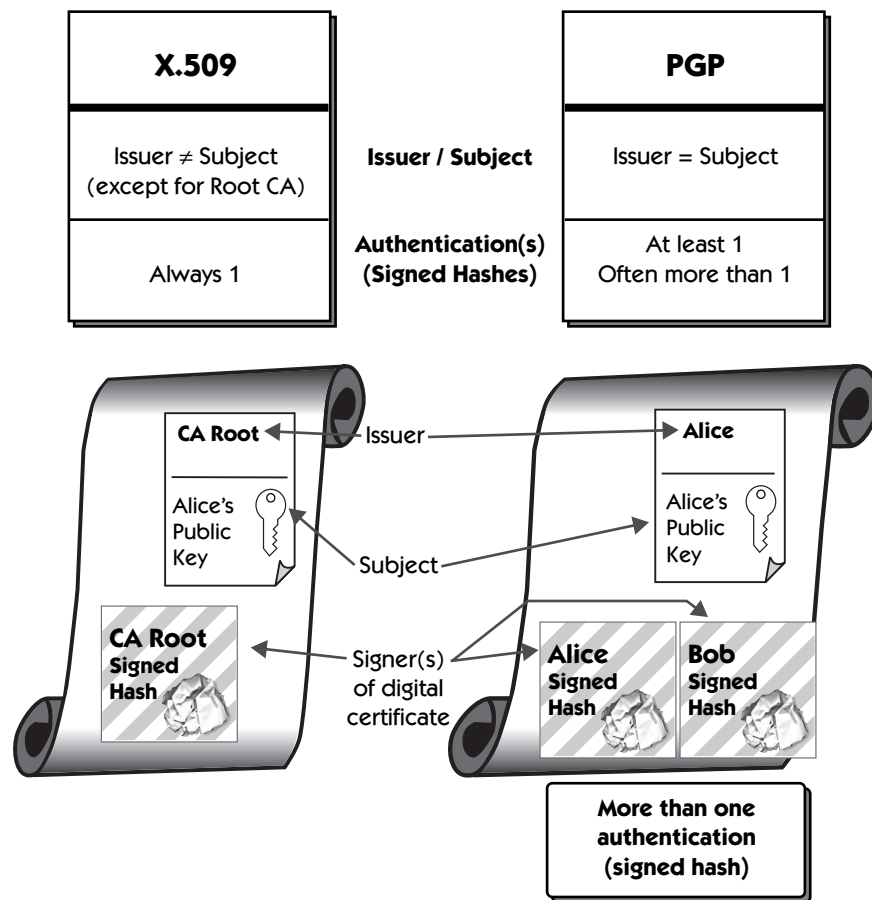 X.509
PGP
Issuer ≠ Subject
(except for Root CA)
Issuer / Subject
Issuer = Subject
Always 1
Authentication(s)
(Signed Hashes)
At least 1
Often more than 1
CA Root
Issuer
Alice
Alice’s
Public
Key
Subject
Alice’s
Public
Key
CA Root
Signed
Hash
Signer(s)
of digital
certificate
Alice
Signed
Hash
Bob
Signed
Hash
More than one
authentication
(signed hash)